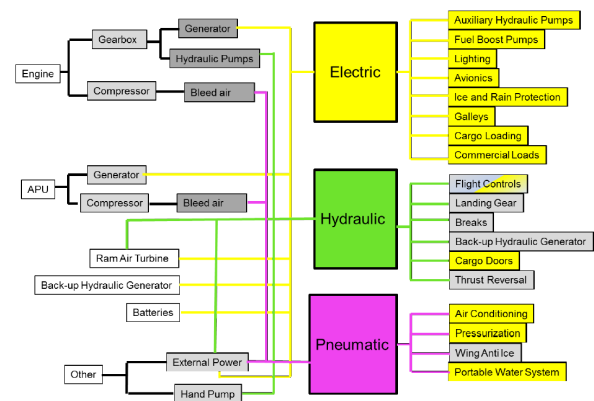 Engine
Gearbox
Generator
Hydraulic Pumps
Compressor
Bleed air
APU
Generator
Compressor
Bleed air
Ram Air Turbine
Back-up Hydraulic Generator
Batteries
Other
External Power
Hand Pump
Electric
Hydraulic
Pneumatic
Auxiliary Hydraulic Pumps
Fuel Boost Pumps
Lighting
Avionics
Ice and Rain Protection
Galleys
Cargo Loading
Commercial Loads
Flight Controls
Landing Gear
Breaks
Back-up Hydraulic Generator
Cargo Doors
Thrust Reversal
Air Conditioning
Pressurization
Wing Anti Ice
Portable Water System